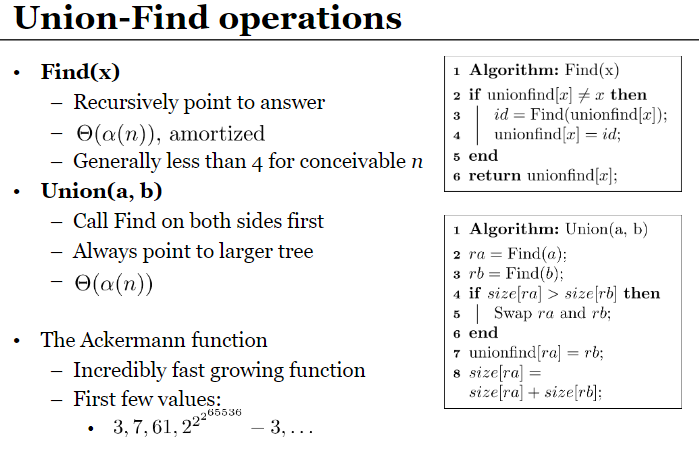 Union-Find operations
• Find(x)
– Recursively point to answer
– Θ(α(n)), amortized
– Generally less than 4 for conceivable n
• Union(a, b)
– Call Find on both sides first
– Always point to larger tree
– Θ(α(n))
• The Ackermann function
– Incredibly fast growing function
– First few values:
• 3, 7, 61, 2^{2^{2^{65536}}} − 3, . . .
1 Algorithm: Find(x)
2 if unionfind[x] ≠ x then
3 id = Find(unionfind[x]);
4 unionfind[x] = id;
5 end
6 return unionfind[x];
1 Algorithm: Union(a, b)
2 ra = Find(a);
3 rb = Find(b);
4 if size[ra] > size[rb] then
5 Swap ra and rb;
6 end
7 unionfind[ra] = rb;
8 size[ra] =
size[ra] + size[rb];